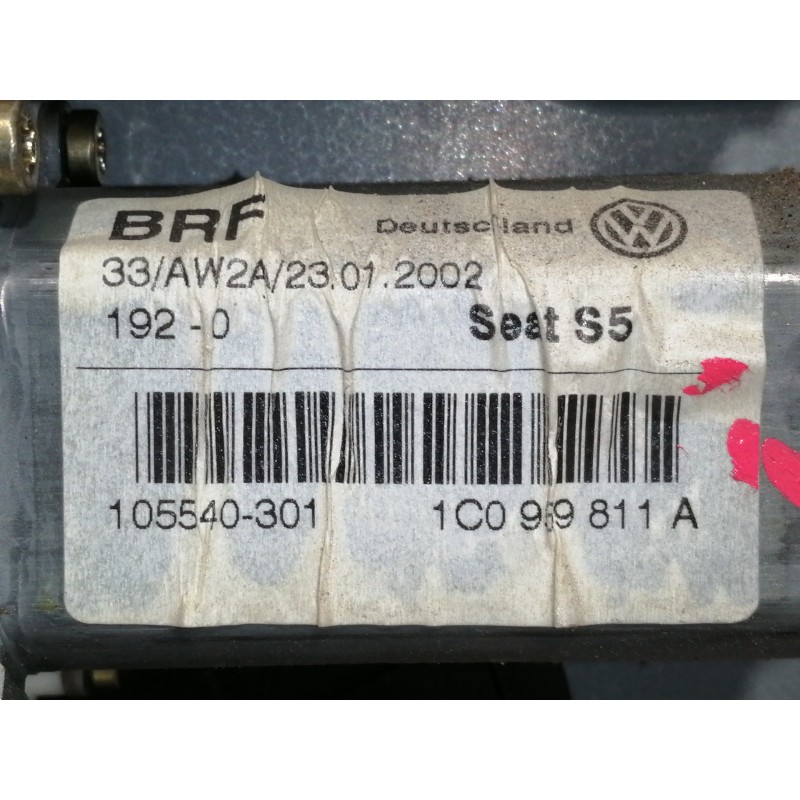 BRF Deutschland
33/AW2A/23.01.2002
192 - 0 Seat S5
105540-301 1C0 959 811 A